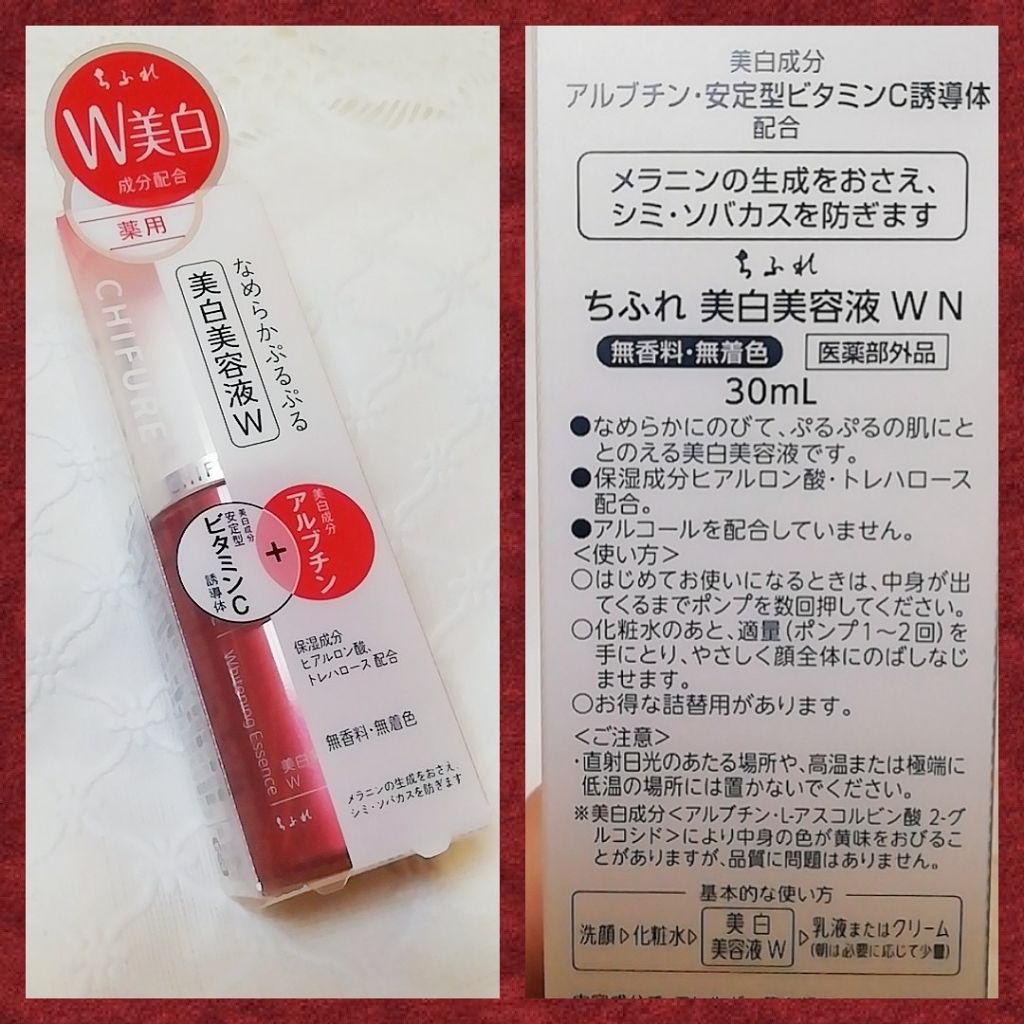 ちふれ
W美白
成分配合
薬用
CHIFURE
なめらかぷるぷる
美白美容液W
CHIF
美白成分
安定型
ビタミンC
誘導体
+
美白成分
アルブチン
保湿成分
ヒアルロン酸、
トレハロース 配合
無香料・無着色
メラニンの生成をおさえ、
シミ・ソバカスを防ぎます
Whitening Essence
美白
W
ちふれ
美白成分
アルブチン・安定型ビタミンC誘導体
配合
メラニンの生成をおさえ、
シミ・ソバカスを防ぎます
ちふれ
ちふれ 美白美容液 W N
無香料・無着色 医薬部外品
30mL
●なめらかにのびて、ぷるぷるの肌にと
とのえる美白美容液です。
●保湿成分ヒアルロン酸・トレハロース
配合。
●アルコールを配合していません。
<使い方>
○はじめてお使いになるときは、中身が出
てくるまでポンプを数回押してください。
○化粧水のあと、適量(ポンプ1~2回)を
手にとり、やさしく顔全体にのばしなじ
ませます。
○お得な詰替用があります。
<ご注意>
・直射日光のあたる場所や、高温または極端に
低温の場所には置かないでください。
※美白成分<アルブチン・L-アスコルビン酸 2-グ
ルコシド>により中身の色が黄味をおびるこ
とがありますが、品質に問題はありません。
基本的な使い方
洗顔▷化粧水▷美白美容液 W▷乳液またはクリーム
(朝は必要に応じて少量)